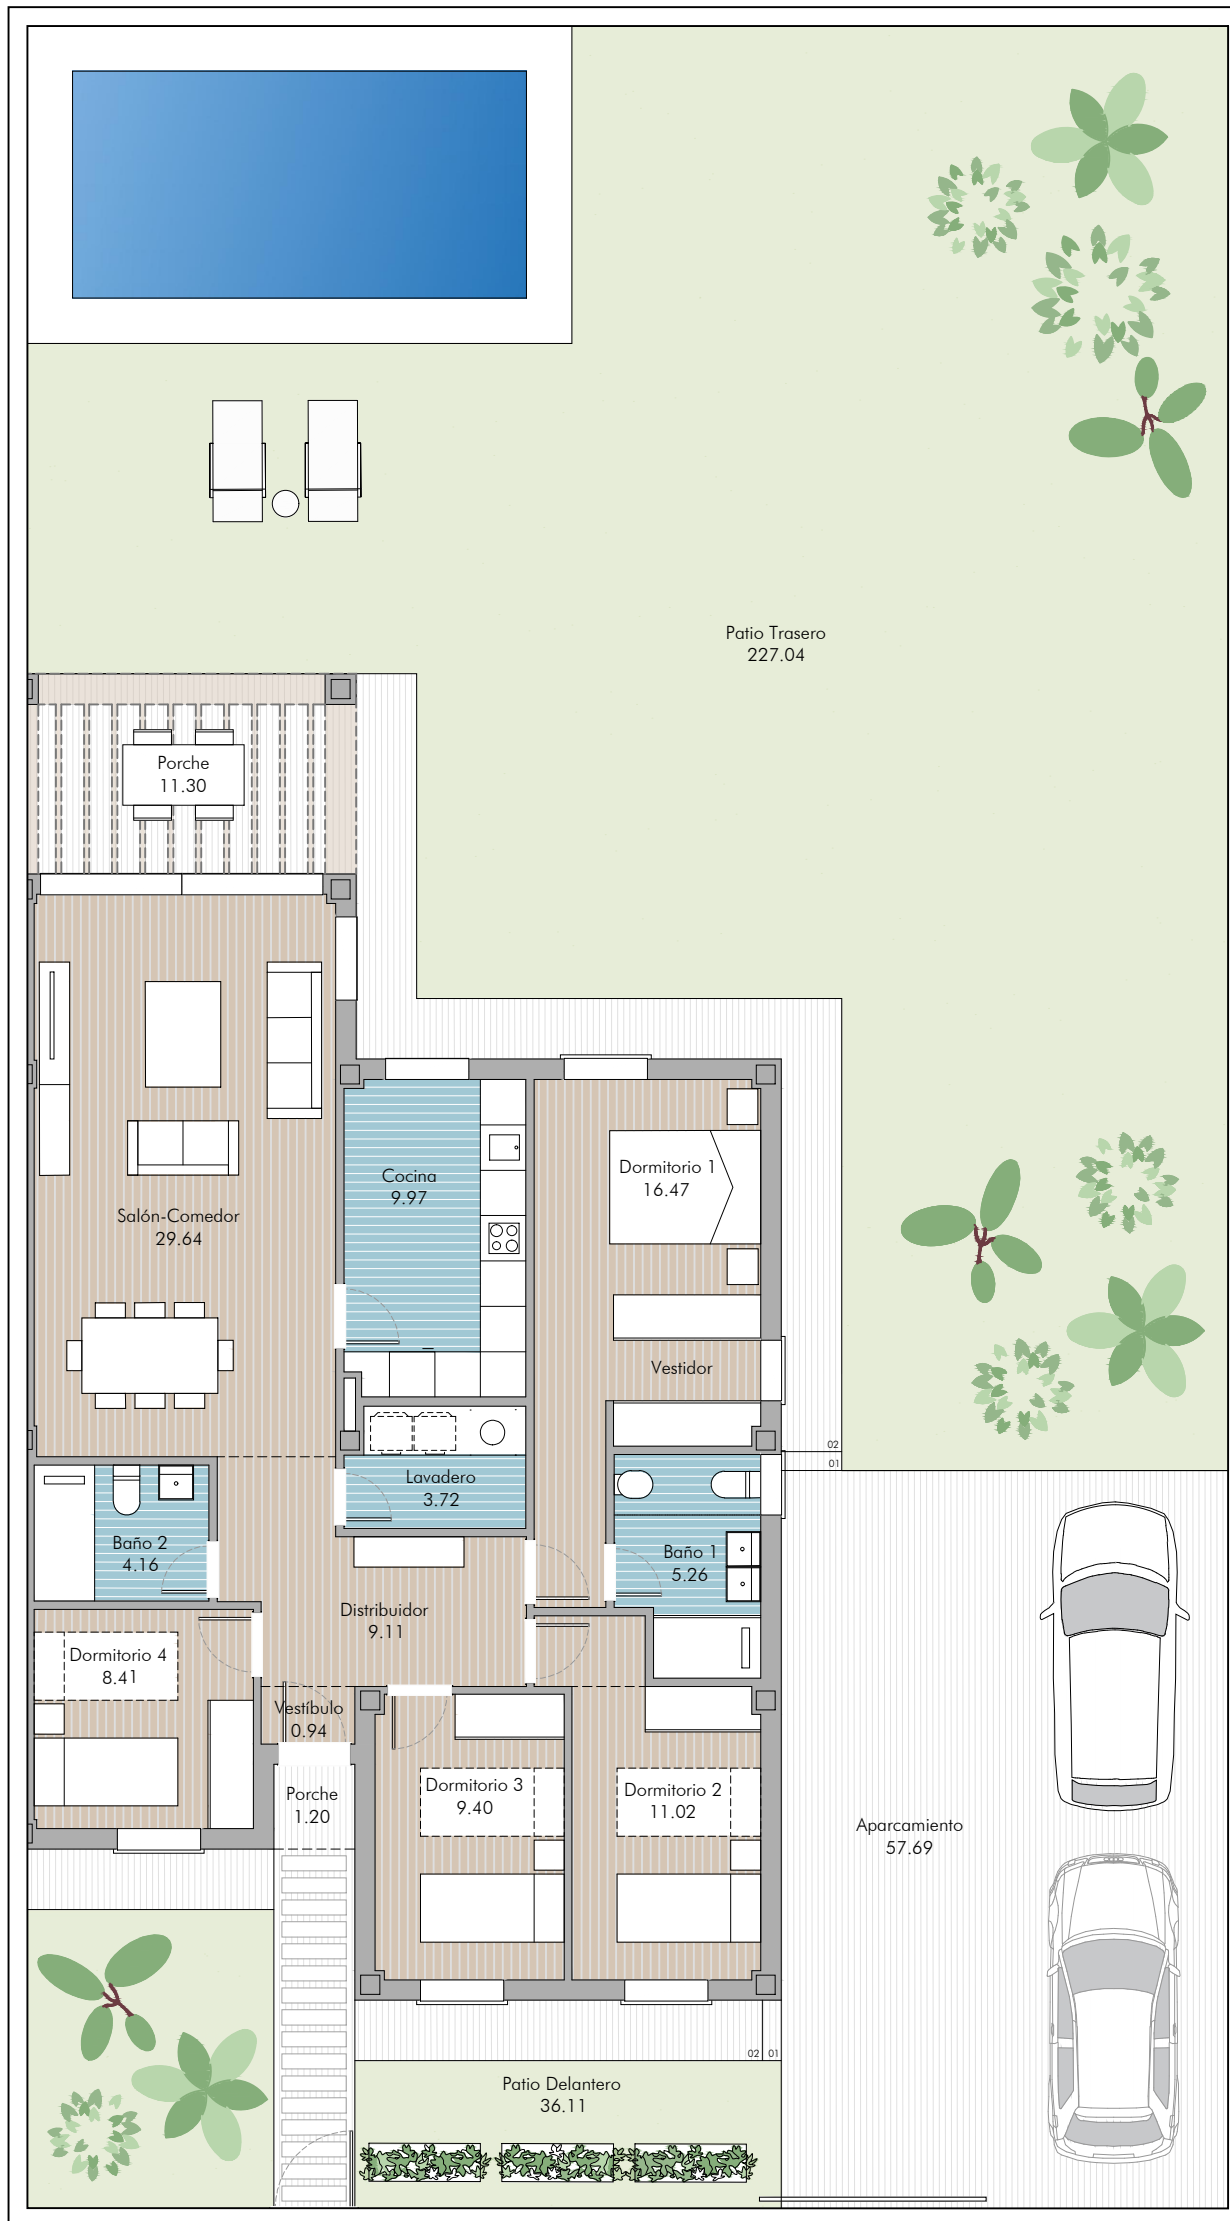 Patio Trasero
227.04
Porche
11.30
Dormitorio 1
16.47
Cocina
9.97
Salón-Comedor
29.64
Vestidor
02
01
Lavadero
3.72
Baño 2
4.16
Baño 1
5.26
Distribuidor
9.11
Dormitorio 4
8.41
Vestíbulo
0.94
Porche
1.20
Dormitorio 3
9.40
Dormitorio 2
11.02
Aparcamiento
57.69
02 01
Patio Delantero
36.11